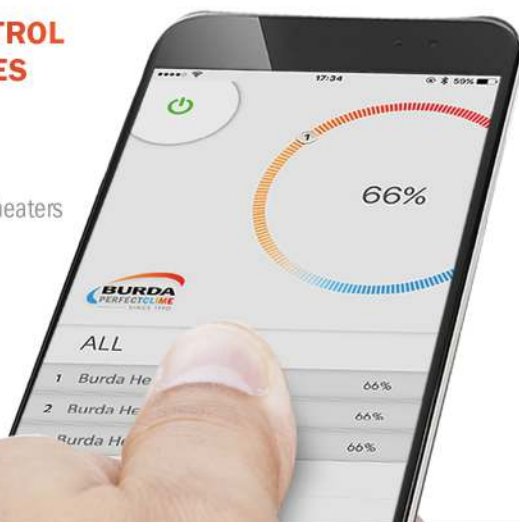 TROL
ES
heaters
17:34 59%
66%
BURDA
PERFECTCLIME
SINCE 1990
ALL
1 Burda He 66%
2 Burda He 66%
Burda He 66%